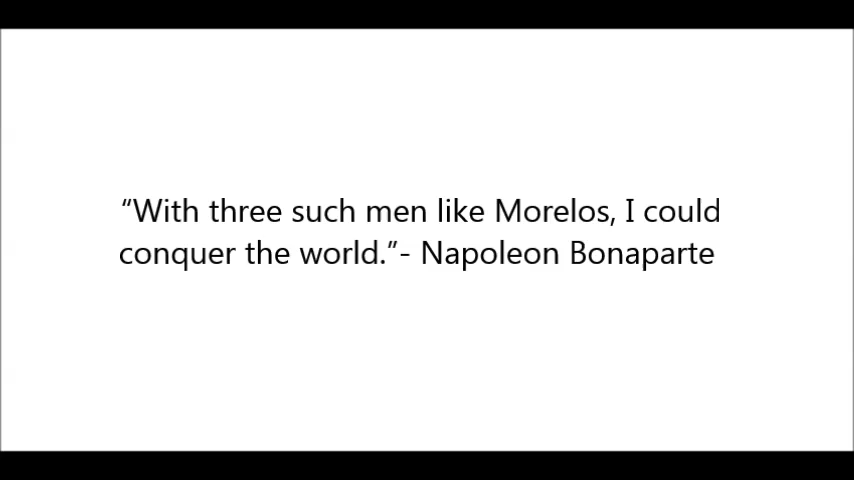 “With three such men like Morelos, I could
conquer the world.”- Napoleon Bonaparte